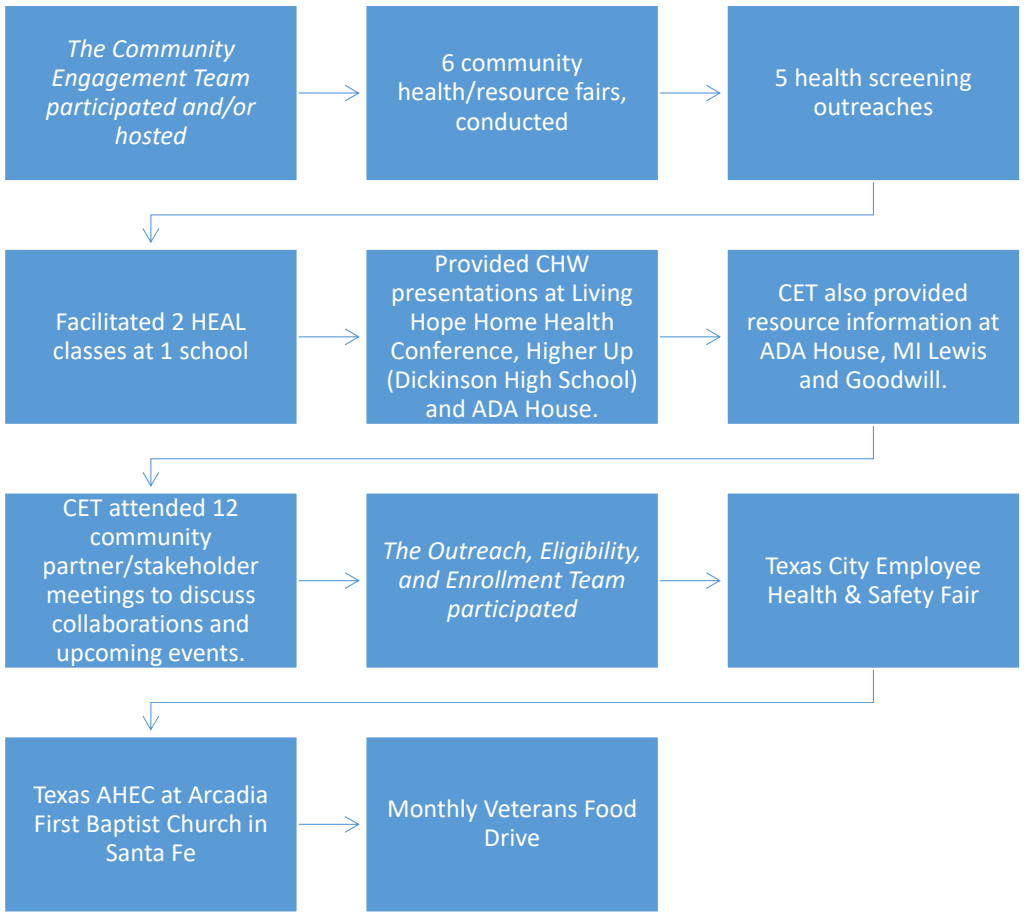 The Community
Engagement Team
participated and/or
hosted
6 community
health/resource fairs,
conducted
5 health screening
outreaches
Facilitated 2 HEAL
classes at 1 school
Provided CHW
presentations at Living
Hope Home Health
Conference, Higher Up
(Dickinson High School)
and ADA House.
CET also provided
resource information at
ADA House, MI Lewis
and Goodwill.
CET attended 12
community
partner/stakeholder
meetings to discuss
collaborations and
upcoming events.
The Outreach, Eligibility,
and Enrollment Team
participated
Texas City Employee
Health & Safety Fair
Texas AHEC at Arcadia
First Baptist Church in
Santa Fe
Monthly Veterans Food
Drive